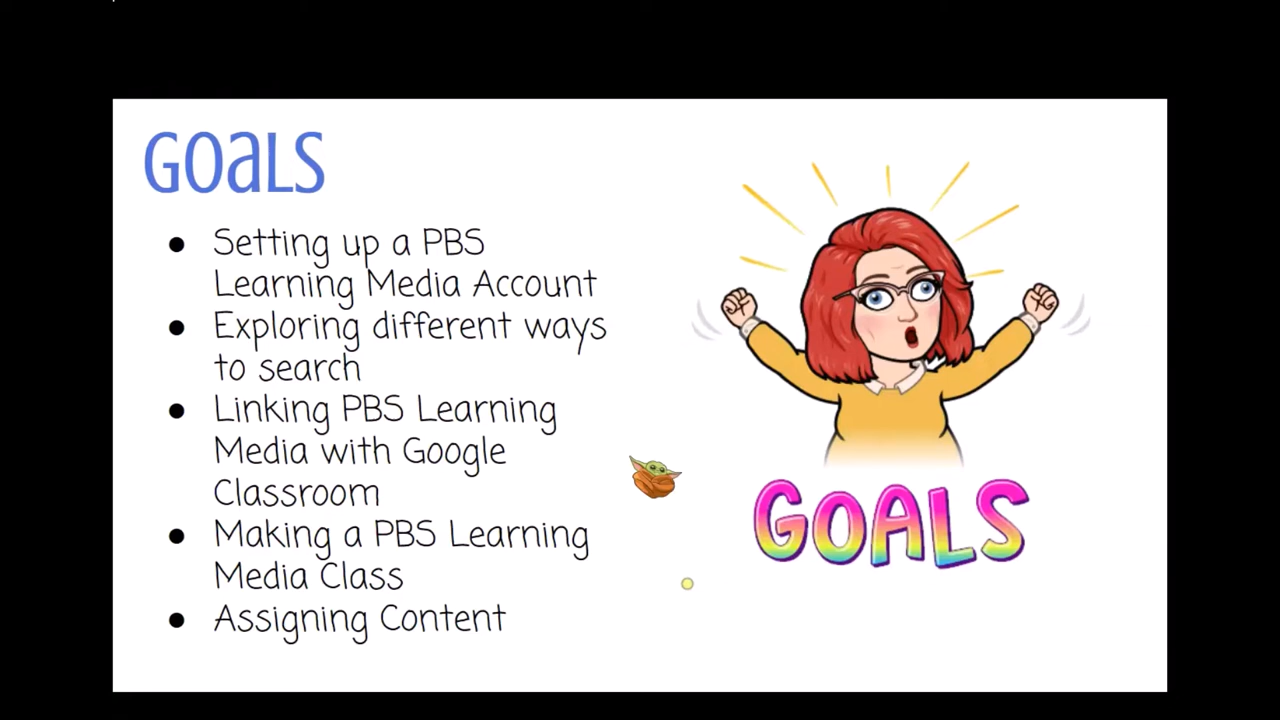 Goals
● Setting up a PBS
Learning Media Account
● Exploring different ways
to search
● Linking PBS Learning
Media with Google
Classroom
● Making a PBS Learning
Media Class
● Assigning Content
GOALS